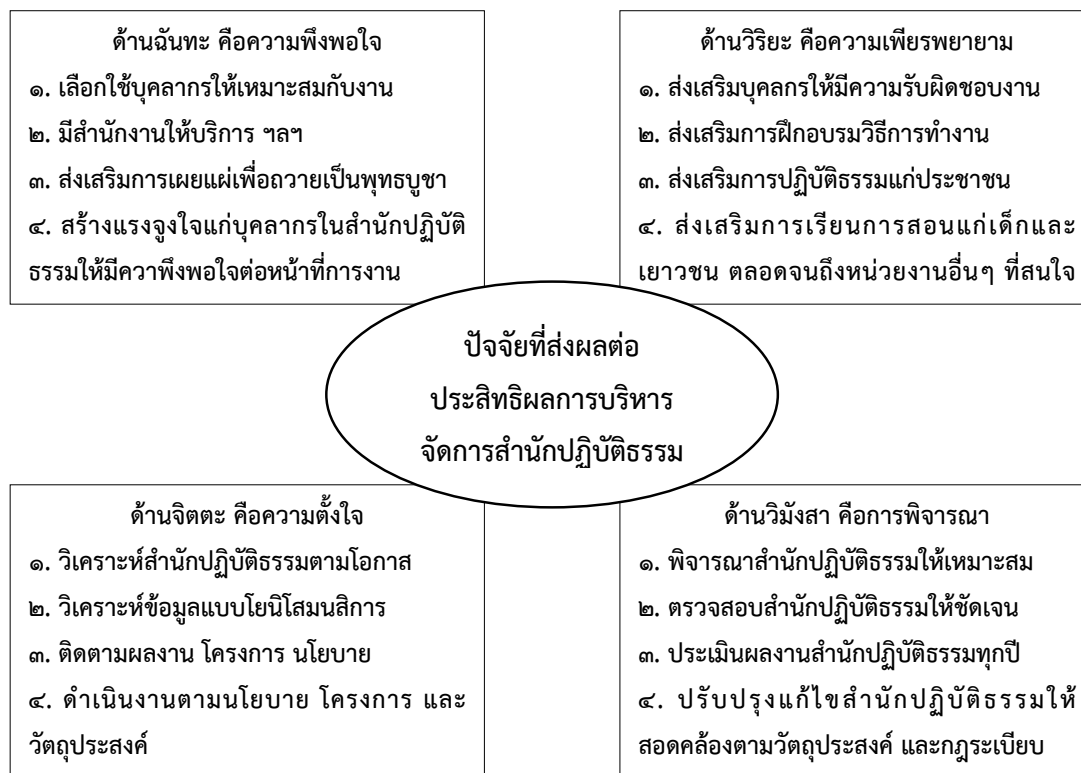 ด้านฉันทะ คือความพึงพอใจ
๑. เลือกใช้บุคลากรให้เหมาะสมกับงาน
๒. มีสำนักงานให้บริการ ฯลฯ
๓. ส่งเสริมการเผยแผ่เพื่อถวายเป็นพุทธบูชา
๔. สร้างแรงจูงใจแก่บุคลากรในสำนักปฏิบัติ
ธรรมให้มีควาพึงพอใจต่อหน้าที่การงาน
ด้านวิริยะ คือความเพียรพยายาม
๑. ส่งเสริมบุคลกรให้มีความรับผิดชอบงาน
๒. ส่งเสริมการฝึกอบรมวิธีการทำงาน
๓. ส่งเสริมการปฏิบัติธรรมแก่ประชาชน
๔. ส่งเสริมการเรียนการสอนแก่เด็กและ
เยาวชน ตลอดจนถึงหน่วยงานอื่นๆ ที่สนใจ
ปัจจัยที่ส่งผลต่อ
ประสิทธิผลการบริหาร
จัดการสำนักปฏิบัติธรรม
ด้านจิตตะ คือความตั้งใจ
๑. วิเคราะห์สำนักปฏิบัติธรรมตามโอกาส
๒. วิเคราะห์ข้อมูลแบบโยนิโสมนสิการ
๓. ติดตามผลงาน โครงการ นโยบาย
๔. ดำเนินงานตามนโยบาย โครงการ และ
วัตถุประสงค์
ด้านวิมังสา คือการพิจารณา
๑. พิจารณาสำนักปฏิบัติธรรมให้เหมาะสม
๒. ตรวจสอบสำนักปฏิบัติธรรมให้ชัดเจน
๓. ประเมินผลงานสำนักปฏิบัติธรรมทุกปี
๔. ปรับปรุงแก้ไขสำนักปฏิบัติธรรมให้
สอดคล้องตามวัตถุประสงค์ และกฎระเบียบ